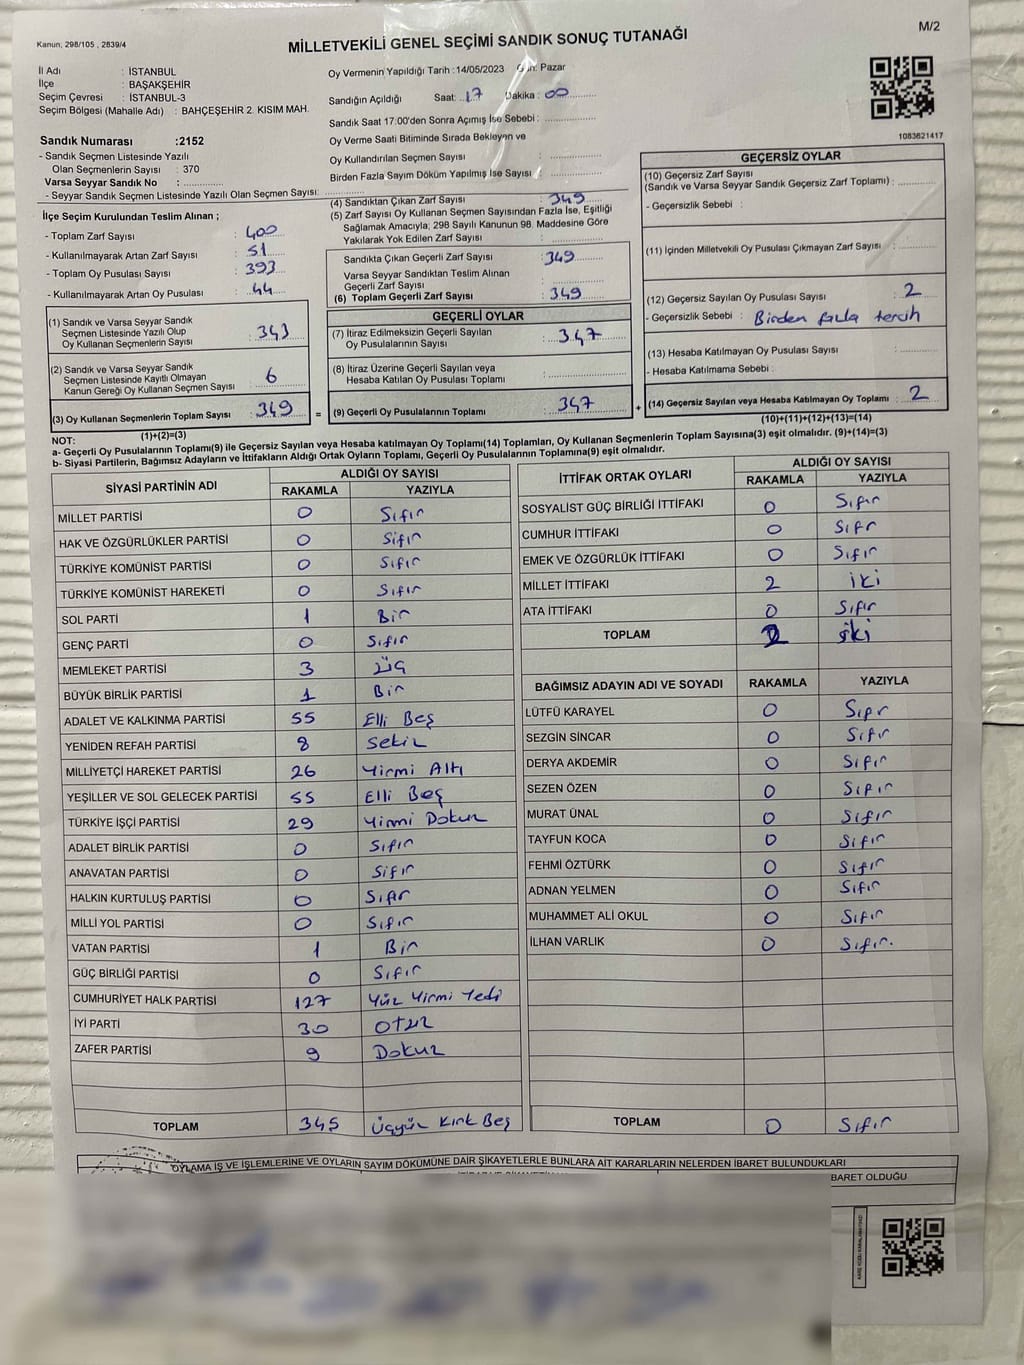 M/2
Kanun, 298/105 , 2839/4
MİLLETVEKİLİ GENEL SEÇİMİ SANDIK SONUÇ TUTANAĞI
İl Adı : İSTANBUL
İlçe : BAŞAKŞEHİR
Seçim Çevresi : İSTANBUL-3
Seçim Bölgesi (Mahalle Adı) : BAHÇEŞEHİR 2. KISIM MAH.
Sandık Numarası :2152
- Sandık Seçmen Listesinde Yazılı
Olan Seçmenlerin Sayısı : 370
Varsa Seyyar Sandık No :
- Seyyar Sandık Seçmen Listesinde Yazılı Olan Seçmen Sayısı:
Oy Vermenin Yapıldığı Tarih :14/05/2023 Gün: Pazar
Sandığın Açıldığı Saat: 17 Dakika: 00
Sandık Saat 17.00'den Sonra Açımış İse Sebebi :
Oy Verme Saati Bitiminde Sırada Bekleyen ve
Oy Kullandırılan Seçmen Sayısı :
Birden Fazla Sayım Döküm Yapılmış İse Sayısı :
1083621417
İlçe Seçim Kurulundan Teslim Alınan ;
- Toplam Zarf Sayısı : 400
- Kullanılmayarak Artan Zarf Sayısı : 51
- Toplam Oy Pusulası Sayısı : 393
- Kullanılmayarak Artan Oy Pusulası : 44
(1) Sandık ve Varsa Seyyar Sandık
Seçmen Listesinde Yazılı Olup
Oy Kullanan Seçmenlerin Sayısı : 343
(2) Sandık ve Varsa Seyyar Sandık
Seçmen Listesinde Kayıtlı Olmayan
Kanun Gereği Oy Kullanan Seçmen Sayısı : 6
(3) Oy Kullanan Seçmenlerin Toplam Sayısı : 349
(1)+(2)=(3)
(4) Sandıktan Çıkan Zarf Sayısı : 349
(5) Zarf Sayısı Oy Kullanan Seçmen Sayısından Fazla İse, Eşitliği
Sağlamak Amacıyla; 298 Sayılı Kanunun 98. Maddesine Göre
Yakılarak Yok Edilen Zarf Sayısı :
Sandıkta Çıkan Geçerli Zarf Sayısı : 349
Varsa Seyyar Sandıktan Teslim Alınan
Geçerli Zarf Sayısı :
(6) Toplam Geçerli Zarf Sayısı : 349
GEÇERLİ OYLAR
(7) İtiraz Edilmeksizin Geçerli Sayılan
Oy Pusulalarının Sayısı : 347
(8) İtiraz Üzerine Geçerli Sayılan veya
Hesaba Katılan Oy Pusulası Toplamı :
= (9) Geçerli Oy Pusulalarının Toplamı : 347 +
GEÇERSİZ OYLAR
(10) Geçersiz Zarf Sayısı
(Sandık ve Varsa Seyyar Sandık Geçersiz Zarf Toplamı) :
- Geçersizlik Sebebi :
(11) İçinden Milletvekili Oy Pusulası Çıkmayan Zarf Sayısı :
(12) Geçersiz Sayılan Oy Pusulası Sayısı : 2
- Geçersizlik Sebebi : Birden fazla tercih
(13) Hesaba Katılmayan Oy Pusulası Sayısı :
- Hesaba Katılmama Sebebi :
(14) Geçersiz Sayılan veya Hesaba Katılmayan Oy Toplamı : 2
(10)+(11)+(12)+(13)=(14)
NOT:
a- Geçerli Oy Pusulalarının Toplamı(9) ile Geçersiz Sayılan veya Hesaba katılmayan Oy Toplamı(14) Toplamları, Oy Kullanan Seçmenlerin Toplam Sayısına(3) eşit olmalıdır. (9)+(14)=(3)
b- Siyasi Partilerin, Bağımsız Adayların ve İttifakların Aldığı Ortak Oyların Toplamı, Geçerli Oy Pusulalarının Toplamına(9) eşit olmalıdır.
SİYASİ PARTİNİN ADI ALDIĞI OY SAYISI
RAKAMLA YAZIYLA
MİLLET PARTİSİ 0 Sıfır
HAK VE ÖZGÜRLÜKLER PARTİSİ 0 Sıfır
TÜRKİYE KOMÜNİST PARTİSİ 0 Sıfır
TÜRKİYE KOMÜNİST HAREKETİ 0 Sıfır
SOL PARTİ 1 Bir
GENÇ PARTİ 0 Sıfır
MEMLEKET PARTİSİ 3 Üç
BÜYÜK BİRLİK PARTİSİ 1 Bir
ADALET VE KALKINMA PARTİSİ 55 Elli Beş
YENİDEN REFAH PARTİSİ 8 Sekiz
MİLLİYETÇİ HAREKET PARTİSİ 26 Yirmi Altı
YEŞİLLER VE SOL GELECEK PARTİSİ 55 Elli Beş
TÜRKİYE İŞÇİ PARTİSİ 29 Yirmi Dokuz
ADALET BİRLİK PARTİSİ 0 Sıfır
ANAVATAN PARTİSİ 0 Sıfır
HALKIN KURTULUŞ PARTİSİ 0 Sıfır
MİLLİ YOL PARTİSİ 0 Sıfır
VATAN PARTİSİ 1 Bir
GÜÇ BİRLİĞİ PARTİSİ 0 Sıfır
CUMHURİYET HALK PARTİSİ 127 Yüz Yirmi Yedi
İYİ PARTİ 30 Otuz
ZAFER PARTİSİ 9 Dokuz
TOPLAM 345 Üçyüz Kırk Beş
İTTİFAK ORTAK OYLARI ALDIĞI OY SAYISI
RAKAMLA YAZIYLA
SOSYALİST GÜÇ BİRLİĞİ İTTİFAKI 0 Sıfır
CUMHUR İTTİFAKI 0 Sıfır
EMEK VE ÖZGÜRLÜK İTTİFAKI 0 Sıfır
MİLLET İTTİFAKI 2 iki
ATA İTTİFAKI 0 Sıfır
TOPLAM 2 iki
BAĞIMSIZ ADAYIN ADI VE SOYADI RAKAMLA YAZIYLA
LÜTFÜ KARAYEL 0 Sıfır
SEZGİN SİNCAR 0 Sıfır
DERYA AKDEMİR 0 Sıfır
SEZEN ÖZEN 0 Sıfır
MURAT ÜNAL 0 Sıfır
TAYFUN KOCA 0 Sıfır
FEHMİ ÖZTÜRK 0 Sıfır
ADNAN YELMEN 0 Sıfır
MUHAMMET ALİ OKUL 0 Sıfır
İLHAN VARLIK 0 Sıfır.
TOPLAM 0 Sıfır
OYLAMA İŞ VE İŞLEMLERİNE VE OYLARIN SAYIM DÖKÜMÜNE DAİR ŞİKAYETLERLE BUNLARA AİT KARARLARIN NELERDEN İBARET BULUNDUKLARI
BARET OLDUĞU